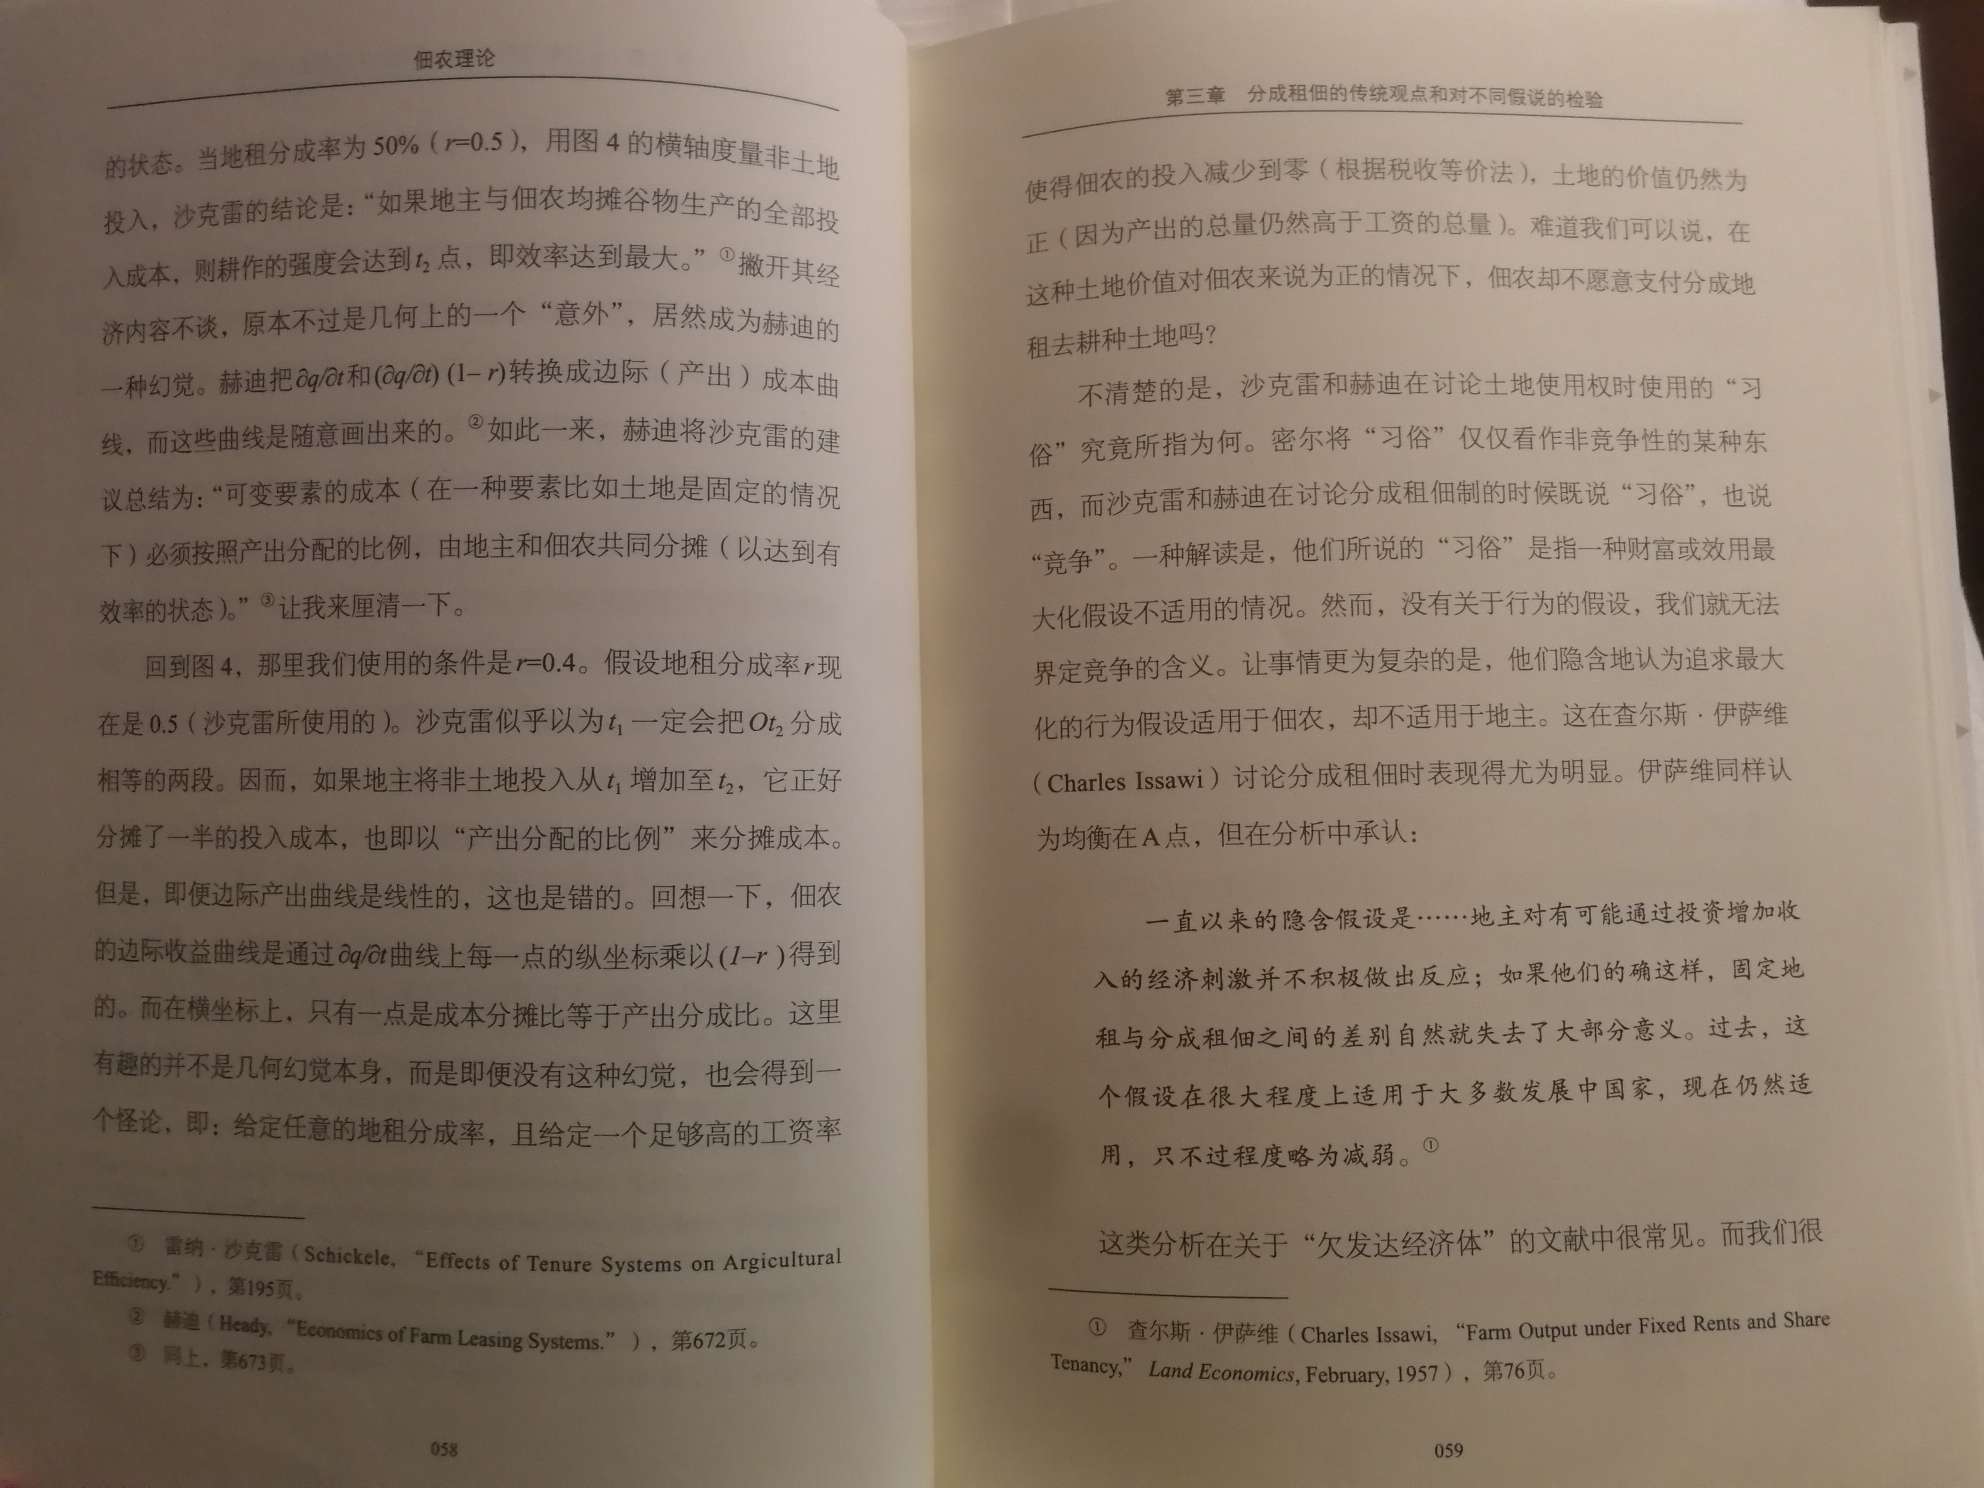 佃农理论
的状态。当地租分成率为 50%（r=0.5），用图 4 的横轴度量非土地
投入，沙克雷的结论是：“如果地主与佃农均摊谷物生产的全部投
入成本，则耕作的强度会达到 t₂ 点，即效率达到最大。”①撇开其经
济内容不谈，原本不过是几何上的一个“意外”，居然成为赫迪的
一种幻觉。赫迪把∂q/∂t和(∂q/∂t) (1– r)转换成边际（产出）成本曲
线，而这些曲线是随意画出来的。②如此一来，赫迪将沙克雷的建
议总结为：“可变要素的成本（在一种要素比如土地是固定的情况
下）必须按照产出分配的比例，由地主和佃农共同分摊（以达到有
效率的状态）。”③让我来厘清一下。
回到图 4，那里我们使用的条件是 r=0.4。假设地租分成率 r 现
在是 0.5（沙克雷所使用的）。沙克雷似乎以为 t₁ 一定会把 Ot₂ 分成
相等的两段。因而，如果地主将非土地投入从 t₁ 增加至 t₂，它正好
分摊了一半的投入成本，也即以“产出分配的比例”来分摊成本。
但是，即便边际产出曲线是线性的，这也是错的。回想一下，佃农
的边际收益曲线是通过∂q/∂t曲线上每一点的纵坐标乘以(1–r )得到
的。而在横坐标上，只有一点是成本分摊比等于产出分成比。这里
有趣的并不是几何幻觉本身，而是即便没有这种幻觉，也会得到一
个怪论，即：给定任意的地租分成率，且给定一个足够高的工资率
① 雷纳·沙克雷（Schickele, “Effects of Tenure Systems on Argicultural
Efficiency.”），第195页。
② 赫迪（Heady, “Economics of Farm Leasing Systems.”），第672页。
③ 同上，第673页。
058
第三章　分成租佃的传统观点和对不同假说的检验
使得佃农的投入减少到零（根据税收等价法），土地的价值仍然为
正（因为产出的总量仍然高于工资的总量）。难道我们可以说，在
这种土地价值对佃农来说为正的情况下，佃农却不愿意支付分成地
租去耕种土地吗？
不清楚的是，沙克雷和赫迪在讨论土地使用权时使用的“习
俗”究竟所指为何。密尔将“习俗”仅仅看作非竞争性的某种东
西，而沙克雷和赫迪在讨论分成租佃制的时候既说“习俗”，也说
“竞争”。一种解读是，他们所说的“习俗”是指一种财富或效用最
大化假设不适用的情况。然而，没有关于行为的假设，我们就无法
界定竞争的含义。让事情更为复杂的是，他们隐含地认为追求最大
化的行为假设适用于佃农，却不适用于地主。这在查尔斯·伊萨维
（Charles Issawi）讨论分成租佃时表现得尤为明显。伊萨维同样认
为均衡在 A 点，但在分析中承认：
一直以来的隐含假设是……地主对有可能通过投资增加收
入的经济刺激并不积极做出反应；如果他们的确这样，固定地
租与分成租佃之间的差别自然就失去了大部分意义。过去，这
个假设在很大程度上适用于大多数发展中国家，现在仍然适
用，只不过程度略为减弱。①
这类分析在关于“欠发达经济体”的文献中很常见。而我们很
① 查尔斯·伊萨维（Charles Issawi, “Farm Output under Fixed Rents and Share
Tenancy,” Land Economics, February, 1957），第76页。
059